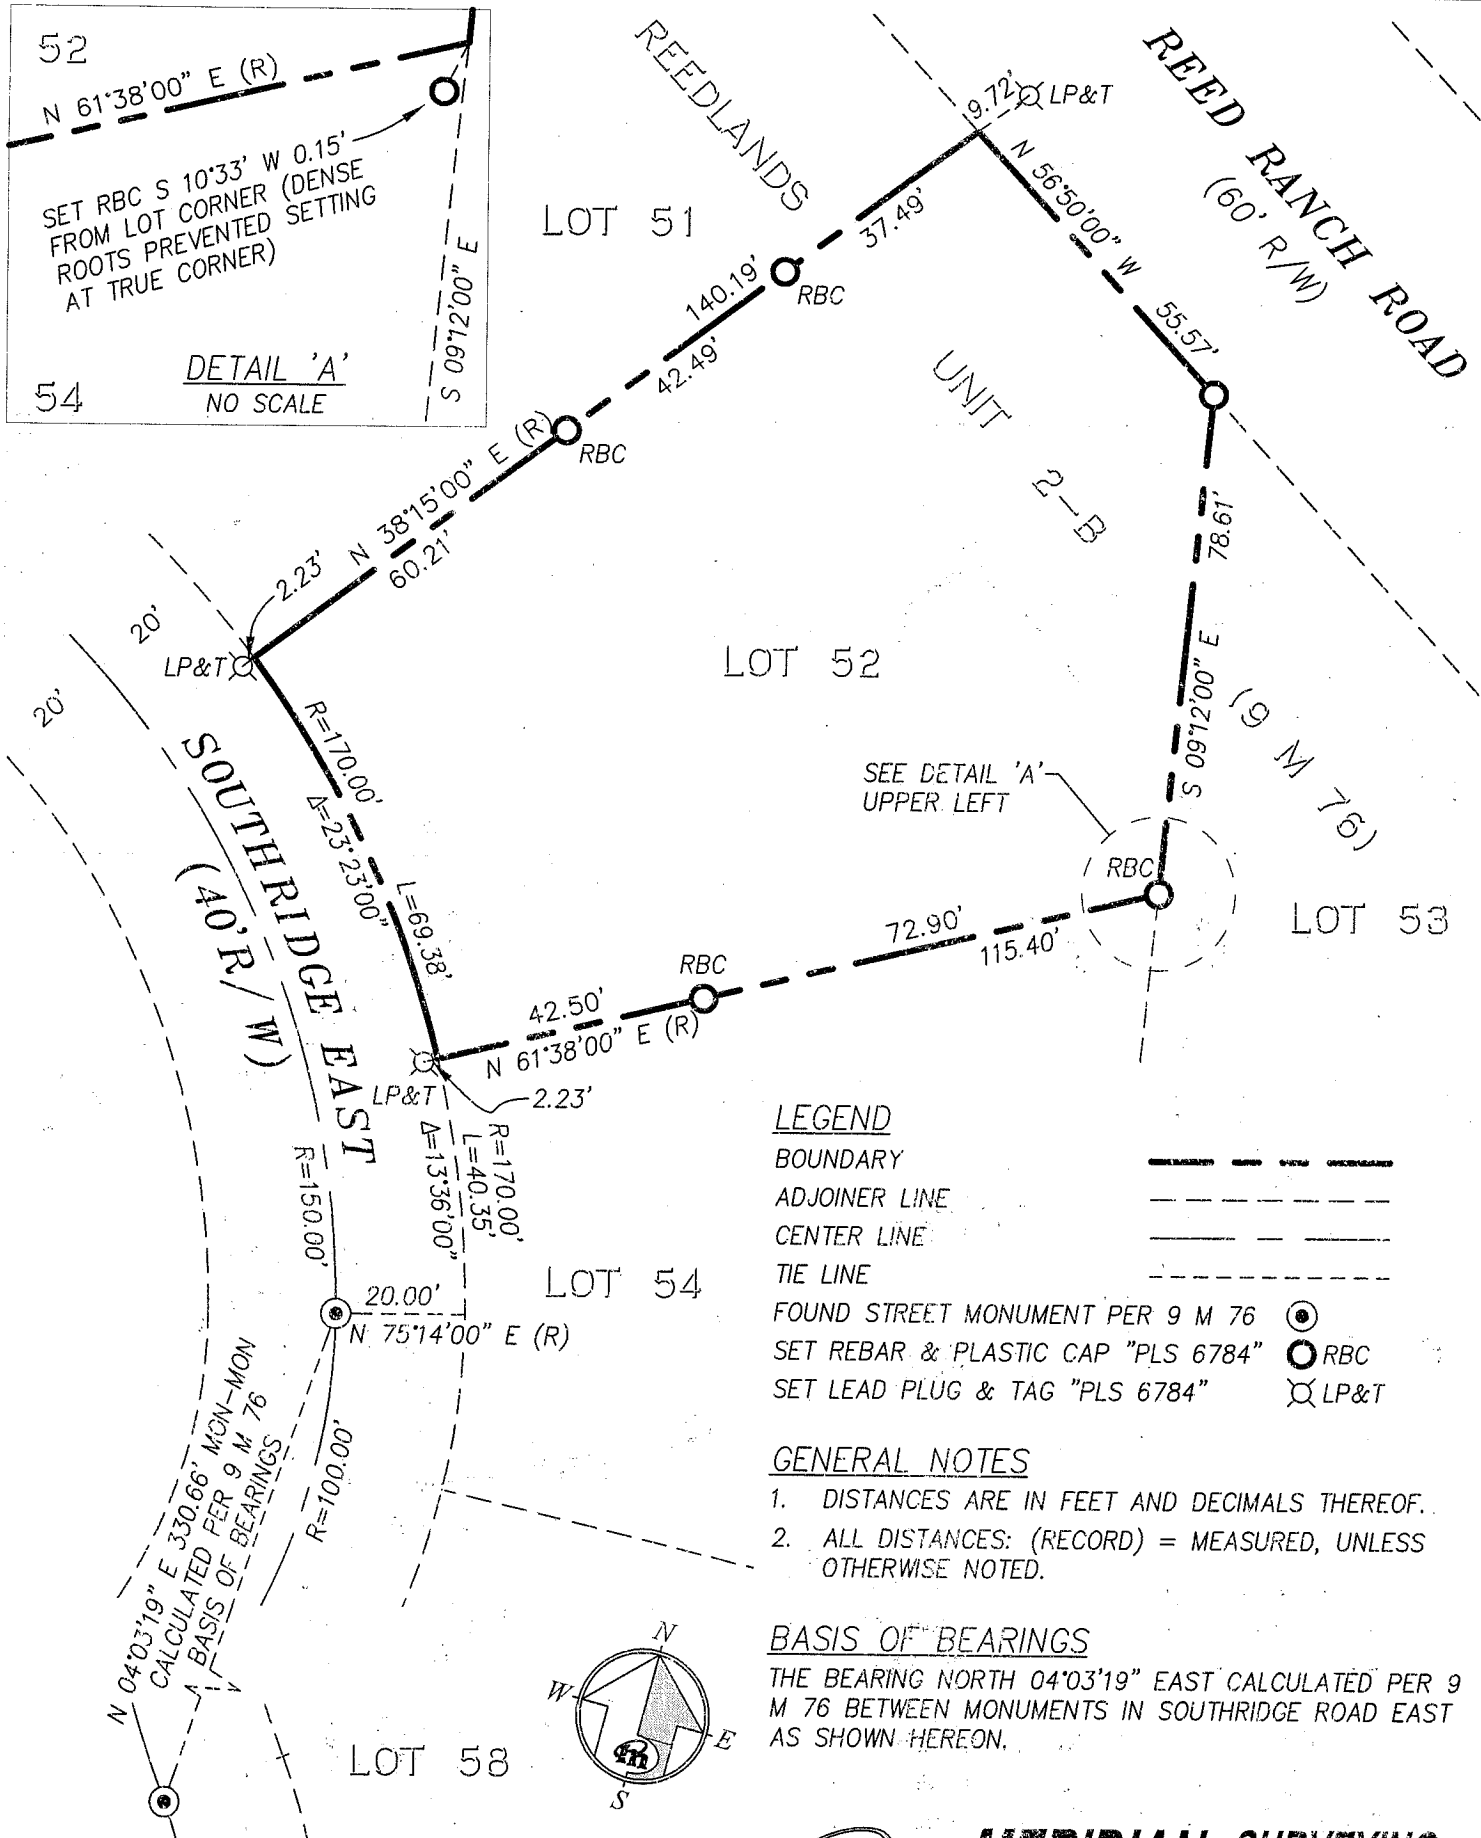 52
N 61°38'00" E (R)
SET RBC S 10°33' W 0.15'
FROM LOT CORNER (DENSE
ROOTS PREVENTED SETTING
AT TRUE CORNER)
S 09°12'00" E
DETAIL 'A'
NO SCALE
54
REEDLANDS
UNIT
2-B
(9 M 76)
9.72'
LP&T
REED RANCH ROAD
(60' R/W)
LOT 51
37.49'
N 56°50'00" W
55.57'
140.19'
RBC
42.49'
N 38°15'00" E (R)
RBC
60.21'
2.23'
78.61'
S 09°12'00" E
20'
20'
LP&T
LOT 52
R=170.00'
Δ=23°23'00"
L=69.38'
SOUTHRIDGE EAST
(40'R/W)
SEE DETAIL 'A'
UPPER LEFT
RBC
LOT 53
72.90'
115.40'
RBC
42.50'
N 61°38'00" E (R)
LP&T
2.23'
R=170.00'
L=40.35'
Δ=13°36'00"
R=150.00'
LOT 54
20.00'
N 75°14'00" E (R)
R=100.00'
N 04°03'19" E 330.66' MON-MON
CALCULATED PER 9 M 76
BASIS OF BEARINGS
LOT 58
N
W
E
S
m
LEGEND
BOUNDARY
ADJOINER LINE
CENTER LINE
TIE LINE
FOUND STREET MONUMENT PER 9 M 76
SET REBAR & PLASTIC CAP "PLS 6784" RBC
SET LEAD PLUG & TAG "PLS 6784" LP&T
GENERAL NOTES
1. DISTANCES ARE IN FEET AND DECIMALS THEREOF.
2. ALL DISTANCES: (RECORD) = MEASURED, UNLESS
OTHERWISE NOTED.
BASIS OF BEARINGS
THE BEARING NORTH 04°03'19" EAST CALCULATED PER 9
M 76 BETWEEN MONUMENTS IN SOUTHRIDGE ROAD EAST
AS SHOWN HEREON.
MERIDIAN SURVEYING